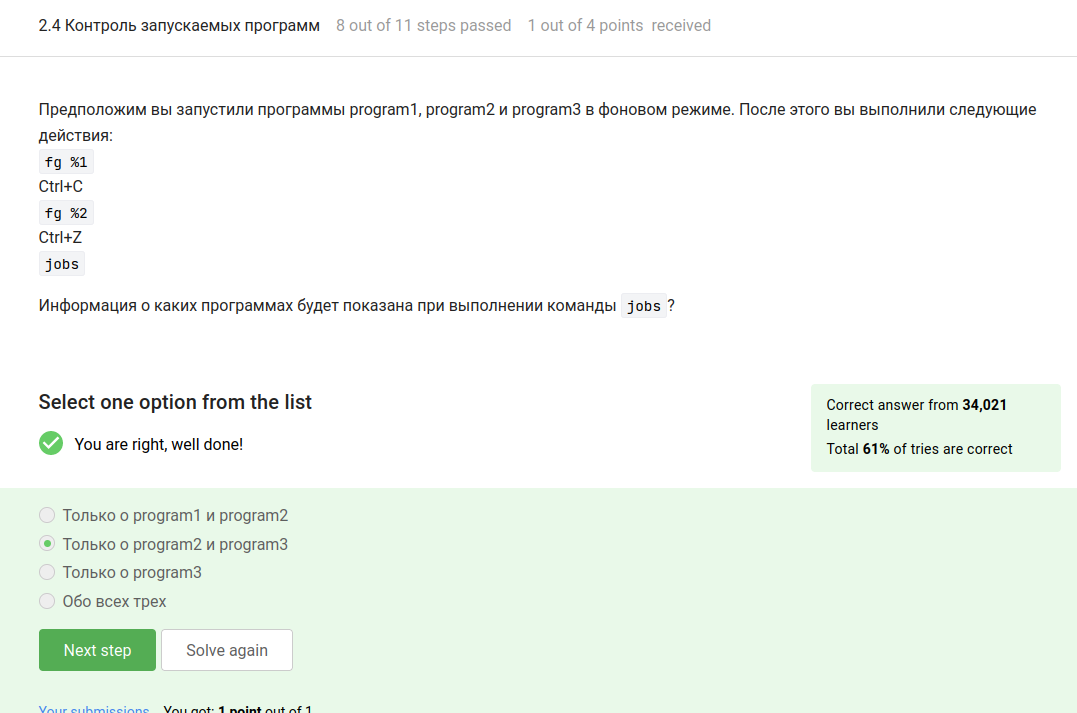 2.4 Контроль запускаемых программ 8 out of 11 steps passed 1 out of 4 points received
Предположим вы запустили программы program1, program2 и program3 в фоновом режиме. После этого вы выполнили следующие
действия:
fg %1
Ctrl+C
fg %2
Ctrl+Z
jobs
Информация о каких программах будет показана при выполнении команды jobs?
Select one option from the list
You are right, well done!
Correct answer from 34,021
learners
Total 61% of tries are correct
Только о program1 и program2
Только о program2 и program3
Только о program3
Обо всех трех
Next step Solve again
Your submissions You got: 1 point out of 1